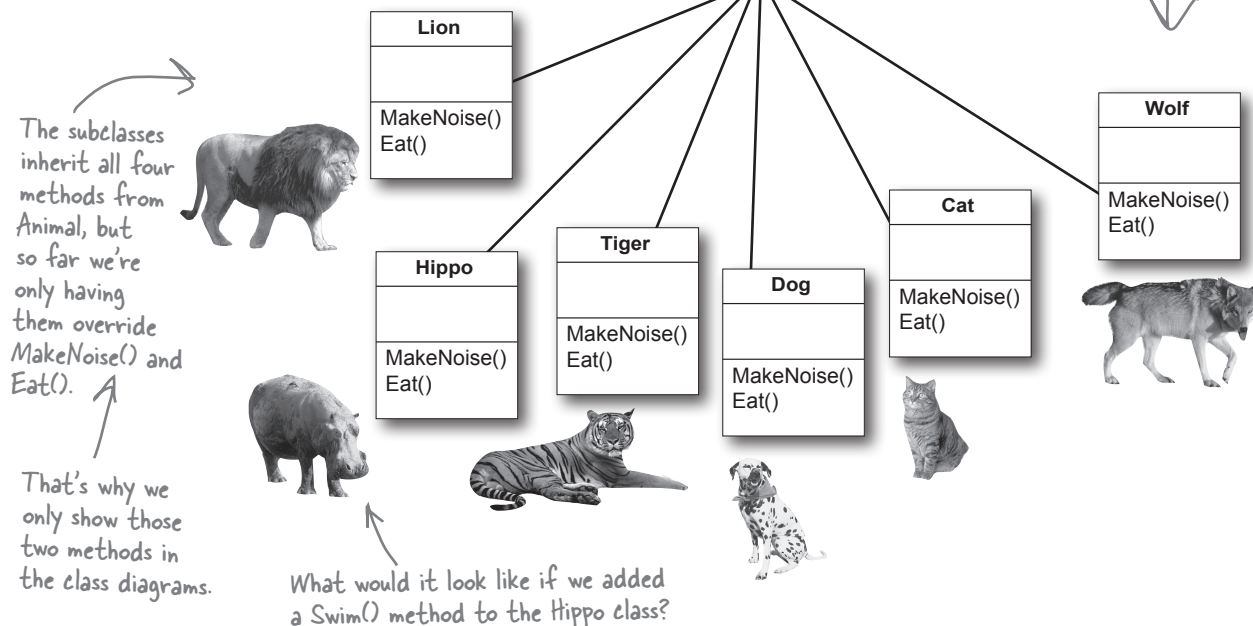 Lion
MakeNoise()
Eat()
The subclasses
inherit all four
methods from
Animal, but
so far we're
only having
them override
MakeNoise() and
Eat().
That's why we
only show those
two methods in
the class diagrams.
Hippo
MakeNoise()
Eat()
What would it look like if we added
a Swim() method to the Hippo class?
Tiger
MakeNoise()
Eat()
Dog
MakeNoise()
Eat()
Cat
MakeNoise()
Eat()
Wolf
MakeNoise()
Eat()